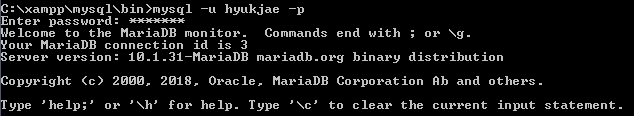 C:\xampp\mysql\bin>mysql -u hyukjae -p
Enter password: *******
Welcome to the MariaDB monitor.  Commands end with ; or \g.
Your MariaDB connection id is 3
Server version: 10.1.31-MariaDB mariadb.org binary distribution
Copyright (c) 2000, 2018, Oracle, MariaDB Corporation Ab and others.
Type 'help;' or '\h' for help. Type '\c' to clear the current input statement.